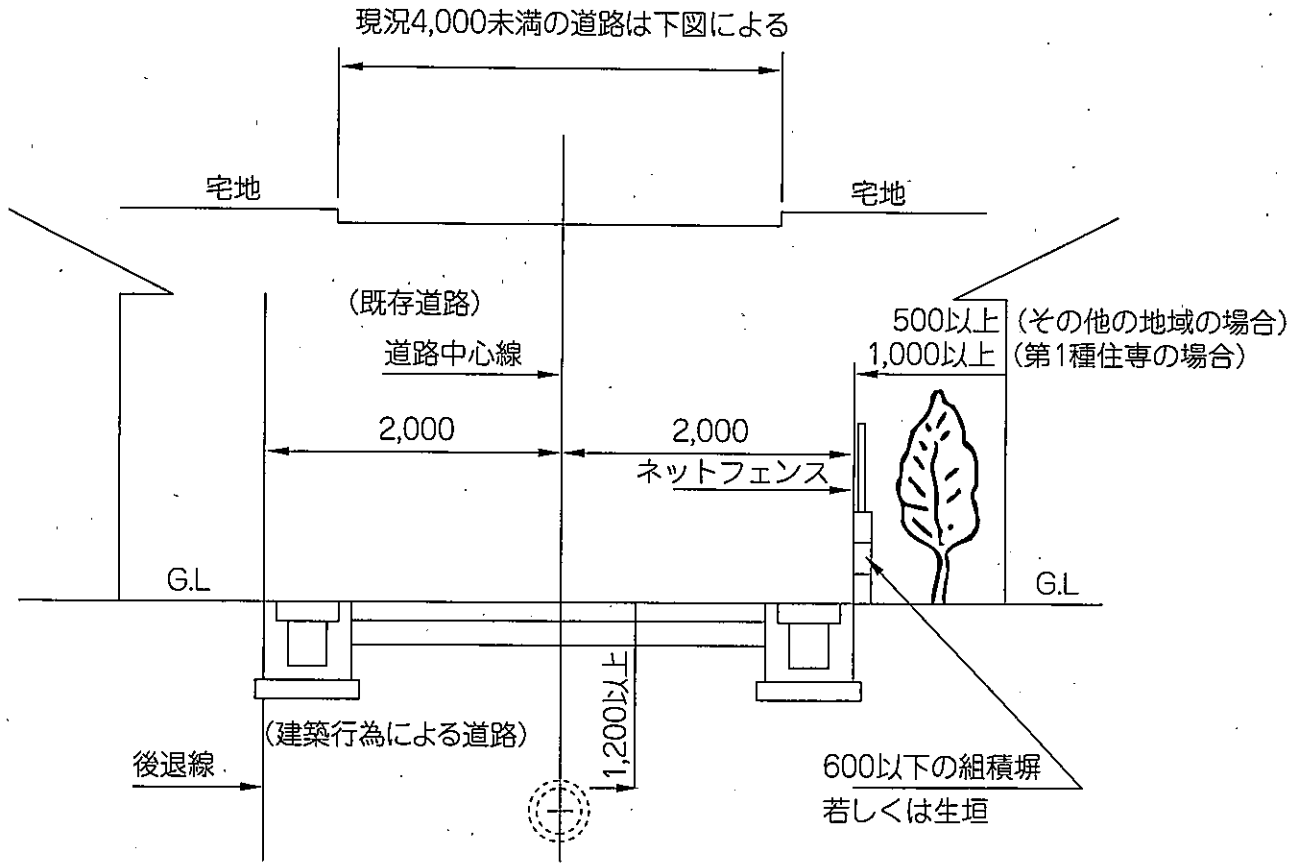 現況4,000未満の道路は下図による
宅地
宅地
(既存道路)
500以上 (その他の地域の場合)
道路中心線
1,000以上 (第1種住専の場合)
2,000
2,000
ネットフェンス
G.L
G.L
1,200以上
(建築行為による道路)
後退線
600以下の組積塀
若しくは生垣